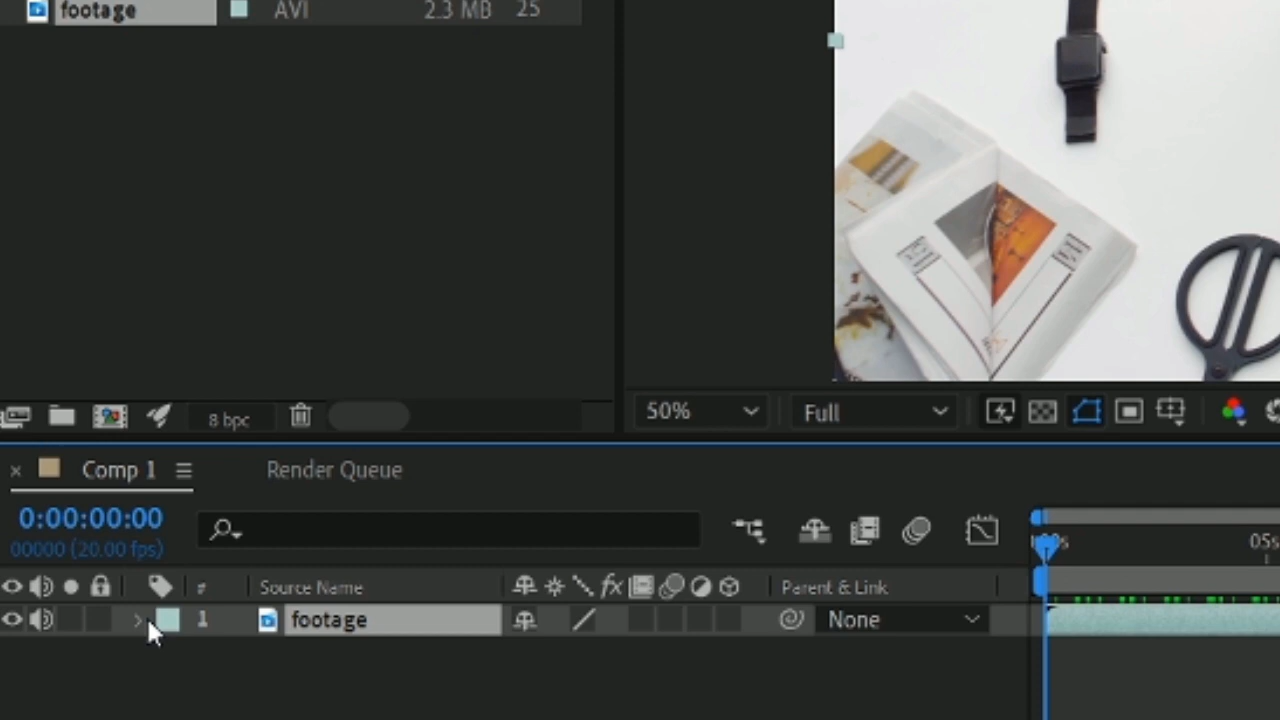 footage AVI 2.3 MB 25
8 bpc 50% Full
Comp 1 Render Queue
0:00:00:00
00000 (20.00 fps) 05s
# Source Name fx Parent & Link
1 footage None